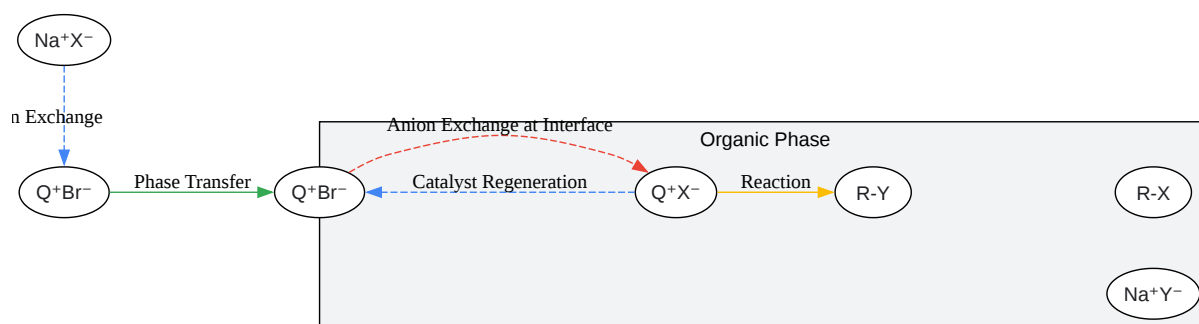 Na⁺X⁻
n Exchange
Anion Exchange at Interface
Organic Phase
Q⁺Br⁻
Phase Transfer
Q⁺Br⁻
Catalyst Regeneration
Q⁺X⁻
Reaction
R-Y
R-X
Na⁺Y⁻